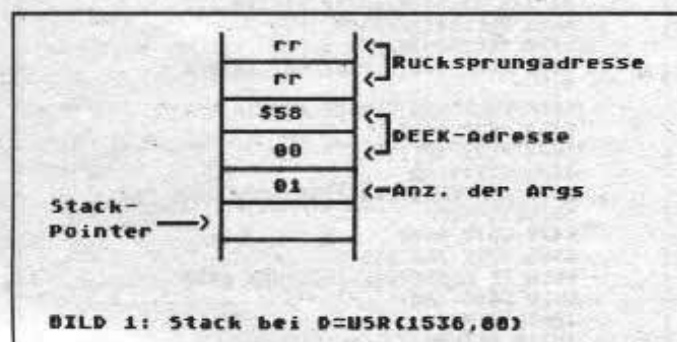 rr
rr
Rucksprungadresse
$58
00
DEEK-Adresse
01
Anz. der Args
Stack-
Pointer
BILD 1: Stack bei D=USR(1536,88)